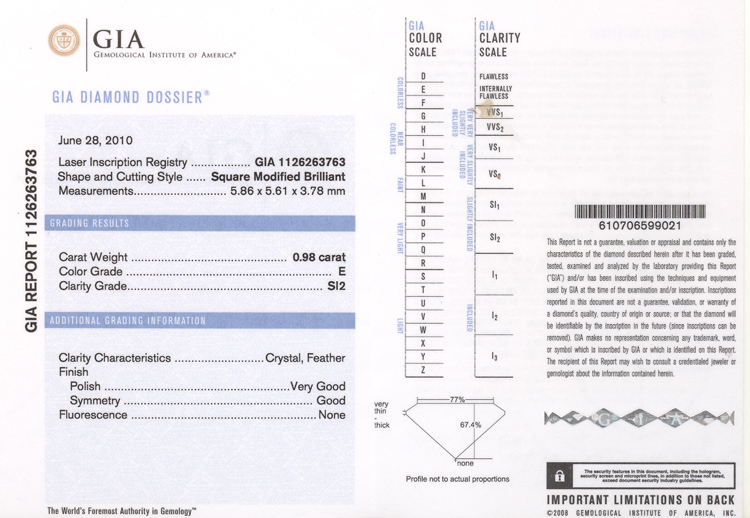 GIA REPORT 1126263763
GIA
GEMOLOGICAL INSTITUTE OF AMERICA®
GIA DIAMOND DOSSIER®
June 28, 2010
Laser Inscription Registry ................ GIA 1126263763
Shape and Cutting Style ...... Square Modified Brilliant
Measurements........................ 5.86 x 5.61 x 3.78 mm
GRADING RESULTS
Carat Weight ................................................ 0.98 carat
Color Grade ........................................................... E
Clarity Grade......................................................... SI2
ADDITIONAL GRADING INFORMATION
Clarity Characteristics ....................... Crystal, Feather
Finish
Polish ................................................Very Good
Symmetry ................................................ Good
Fluorescence .................................................... None
The World's Foremost Authority in Gemology™
GIA
COLOR
SCALE
COLORLESS
D
E
F
NEAR COLORLESS
G
H
I
J
FAINT
K
L
M
VERY LIGHT
N
O
P
Q
R
LIGHT
S
T
U
V
W
X
Y
Z
GIA
CLARITY
SCALE
FLAWLESS
INTERNALLY
FLAWLESS
VERY VERY SLIGHTLY INCLUDED
VVS1
VVS2
VERY SLIGHTLY INCLUDED
VS1
VS2
SLIGHTLY INCLUDED
SI1
SI2
INCLUDED
I1
I2
I3
77%
very
thin
-
thick
67.4%
none
Profile not to actual proportions
610706599021
This Report is not a guarantee, valuation or appraisal and contains only the
characteristics of the diamond described herein after it has been graded,
tested, examined and analyzed by the laboratory providing this Report
("GIA") and/or has been inscribed using the techniques and equipment
used by GIA at the time of the examination and/or inscription. Inscriptions
reported in this document are not a guarantee, validation, or warranty of
a diamond's quality, country of origin or source; or that the diamond will
be identifiable by the inscription in the future (since inscriptions can be
removed). GIA makes no representation concerning any trademark, word,
or symbol which is inscribed by GIA or which is identified on this Report.
The recipient of this Report may wish to consult a credentialed jeweler or
gemologist about the information contained herein.
GIA
The security features in this document, including the hologram,
security screen and microprint lines, in addition to those not listed,
exceed document security industry guidelines.
IMPORTANT LIMITATIONS ON BACK
©2008 GEMOLOGICAL INSTITUTE OF AMERICA, INC.